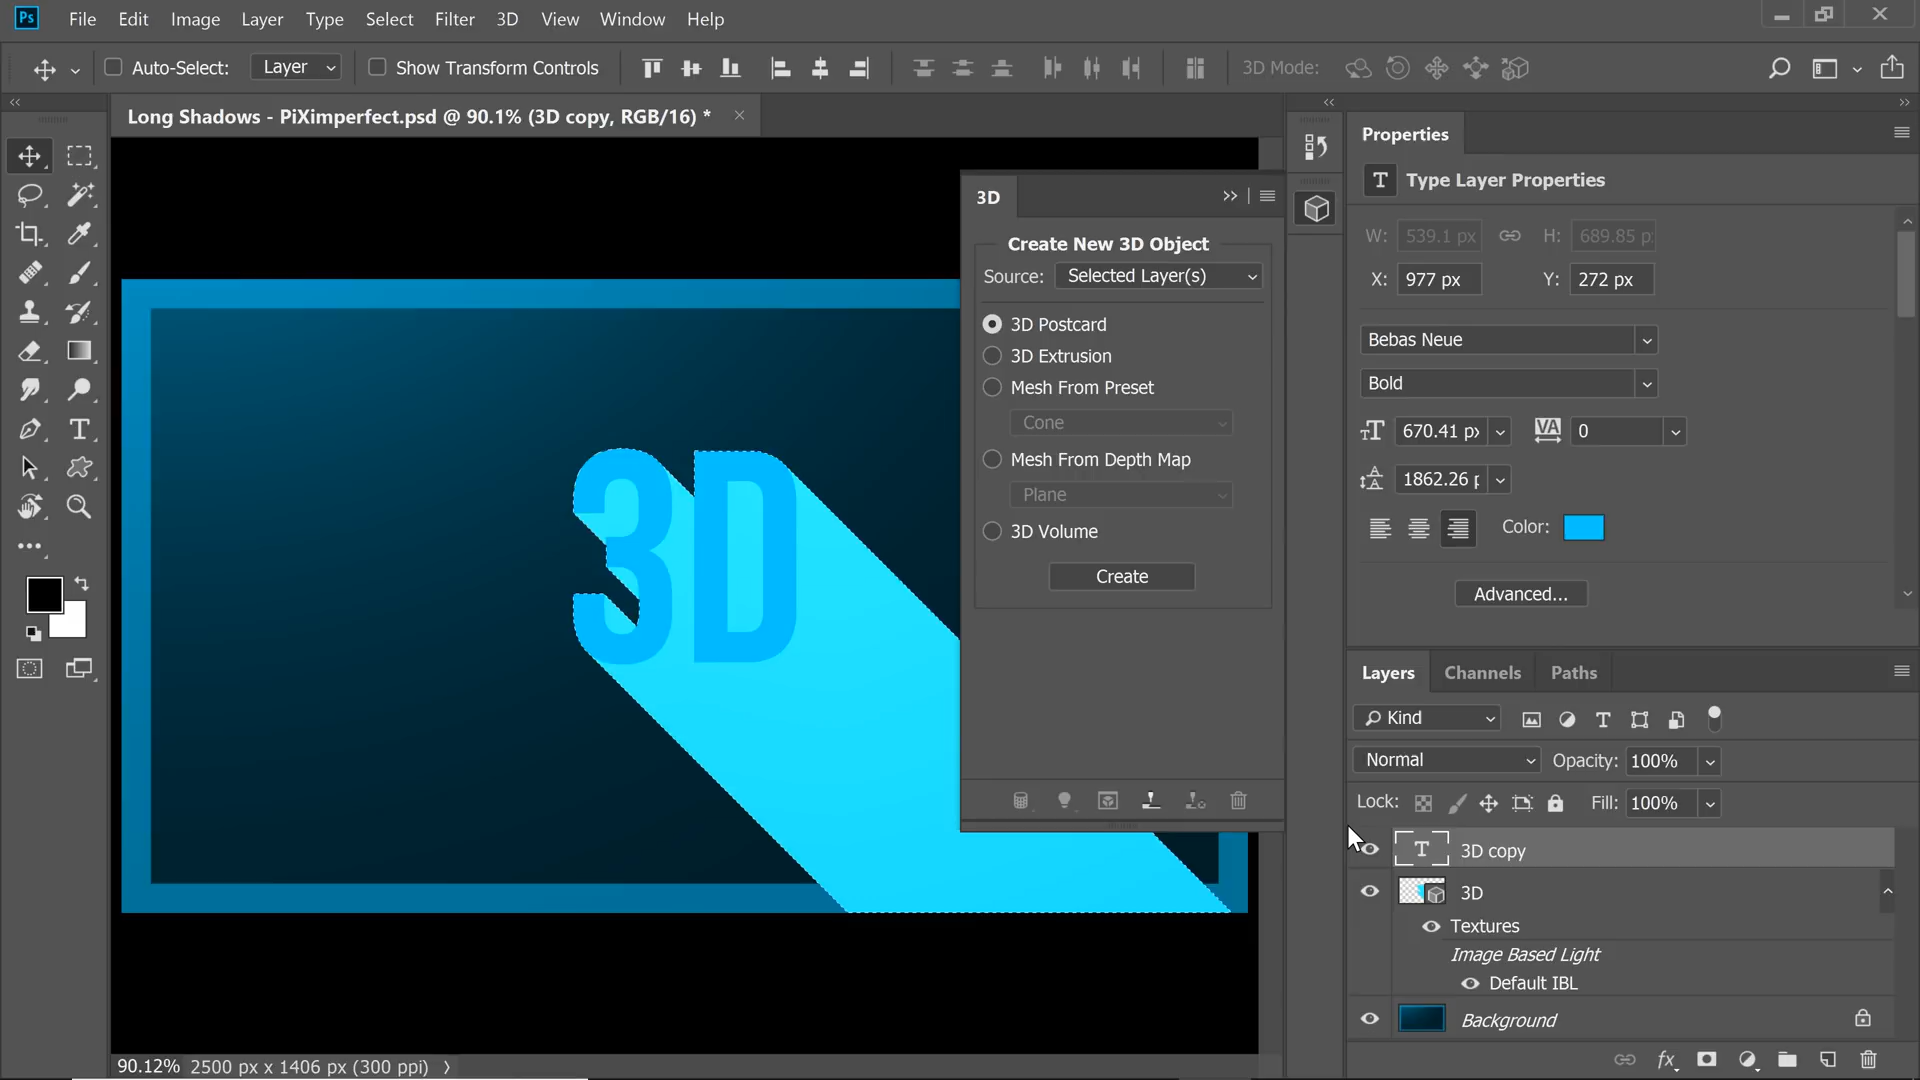 Ps File Edit Image Layer Type Select Filter 3D View Window Help
Auto-Select: Layer Show Transform Controls 3D Mode:
Long Shadows - PiXimperfect.psd @ 90.1% (3D copy, RGB/16) *
3D
Create New 3D Object
Source: Selected Layer(s)
3D Postcard
3D Extrusion
Mesh From Preset
Cone
Mesh From Depth Map
Plane
3D Volume
Create
3D
Properties
T Type Layer Properties
W: 539.1 px H: 689.85 p
X: 977 px Y: 272 px
Bebas Neue
Bold
670.41 px VA 0
1862.26 p
Color:
Advanced...
Layers Channels Paths
Kind
Normal Opacity: 100%
Lock: Fill: 100%
T 3D copy
3D
Textures
Image Based Light
Default IBL
Background
fx
90.12% 2500 px x 1406 px (300 ppi)